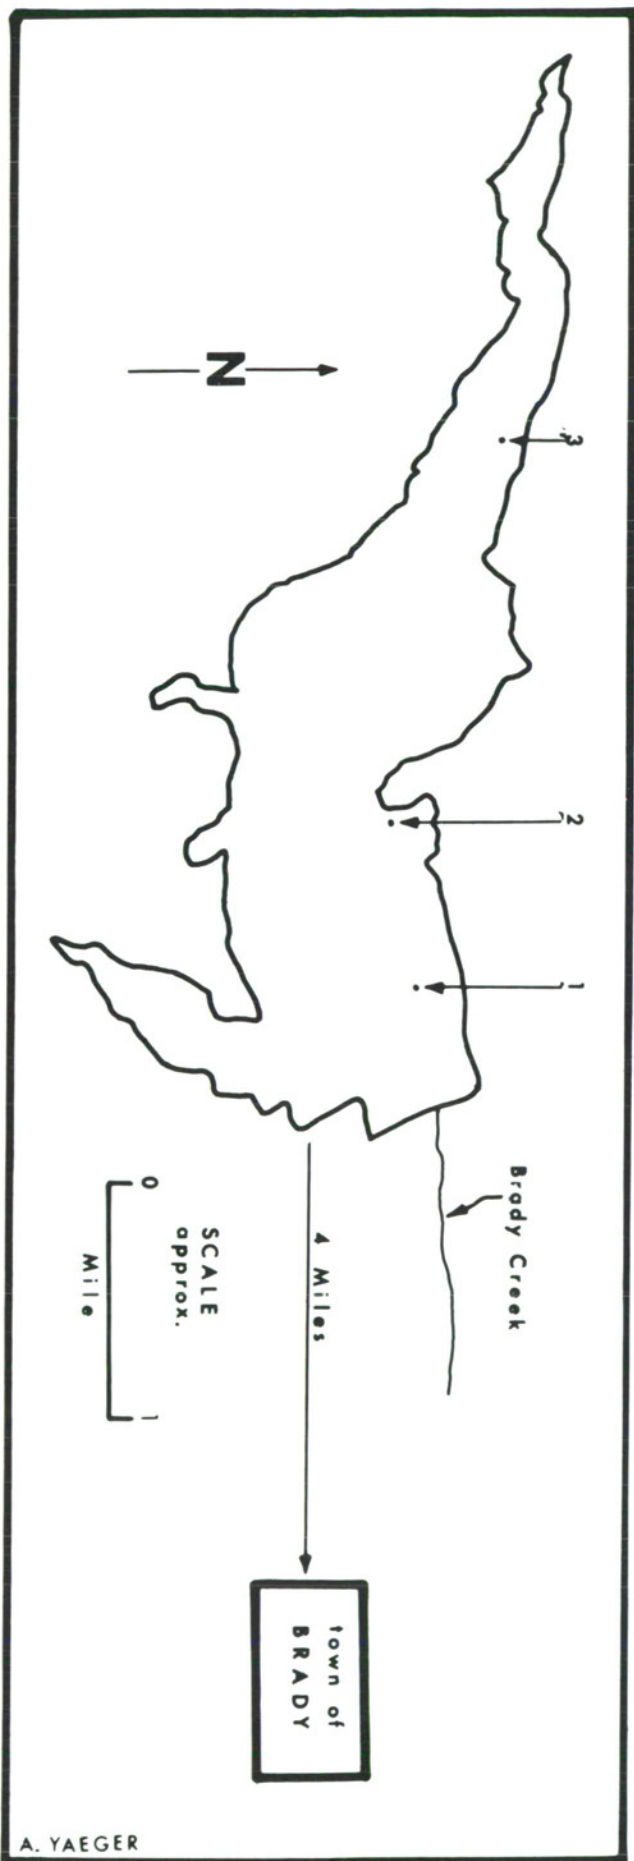 3
2
1
N
Brady Creek
4 Miles
SCALE
approx.
0 1
Mile
town of
BRADY
A. YAEGER